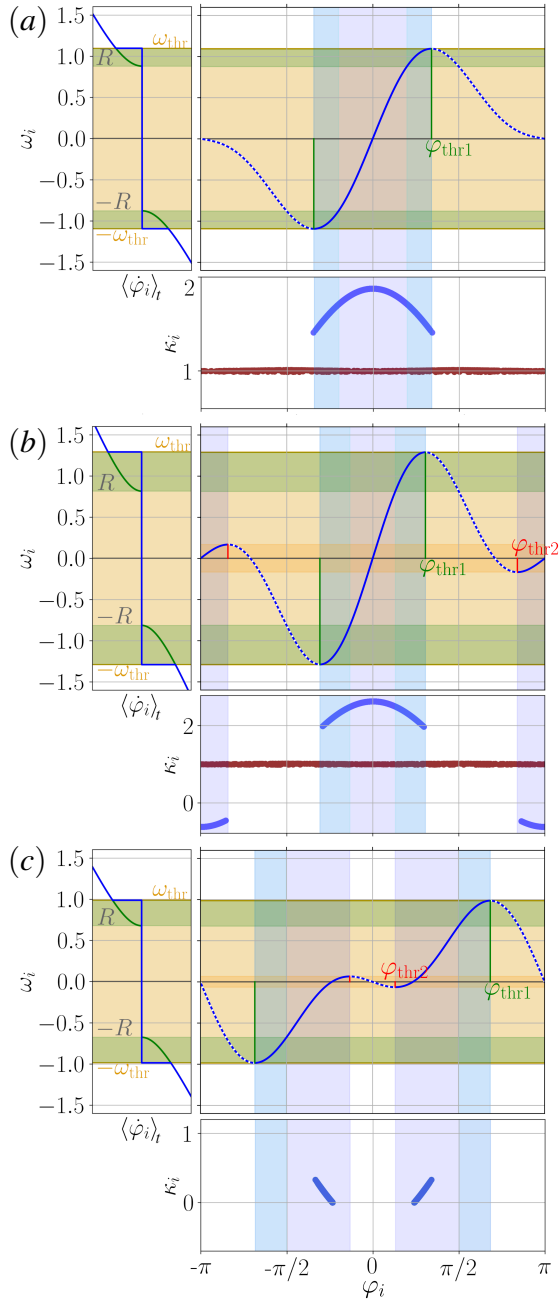 (a)
1.5
1.0
0.5
0.0
−0.5
−1.0
−1.5
ω_i
ω_thr
R
−R
−ω_thr
⟨φ̇_i⟩_t
φ_thr1
2
1
κ_i
(b)
1.5
1.0
0.5
0.0
−0.5
−1.0
−1.5
ω_i
ω_thr
R
−R
−ω_thr
⟨φ̇_i⟩_t
φ_thr2
φ_thr1
2
0
κ_i
(c)
1.5
1.0
0.5
0.0
−0.5
−1.0
−1.5
ω_i
ω_thr
R
−R
−ω_thr
⟨φ̇_i⟩_t
φ_thr2
φ_thr1
1
0
κ_i
-π
-π/2
0
π/2
π
φ_i